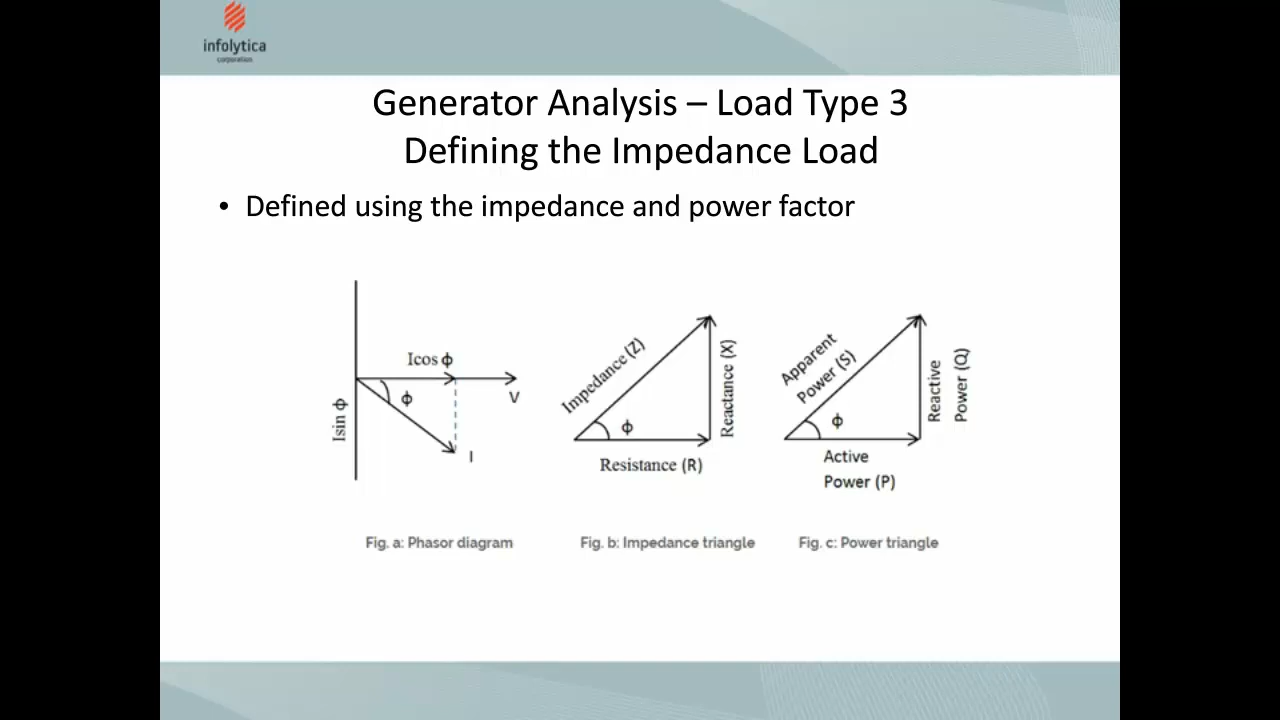 infolytica
corporation
Generator Analysis – Load Type 3
Defining the Impedance Load
• Defined using the impedance and power factor
Icos ϕ
ϕ
V
Isin ϕ
I
Fig. a: Phasor diagram
Impedance (Z)
ϕ
Reactance (X)
Resistance (R)
Fig. b: Impedance triangle
Apparent
Power (S)
ϕ
Reactive
Power (Q)
Active
Power (P)
Fig. c: Power triangle